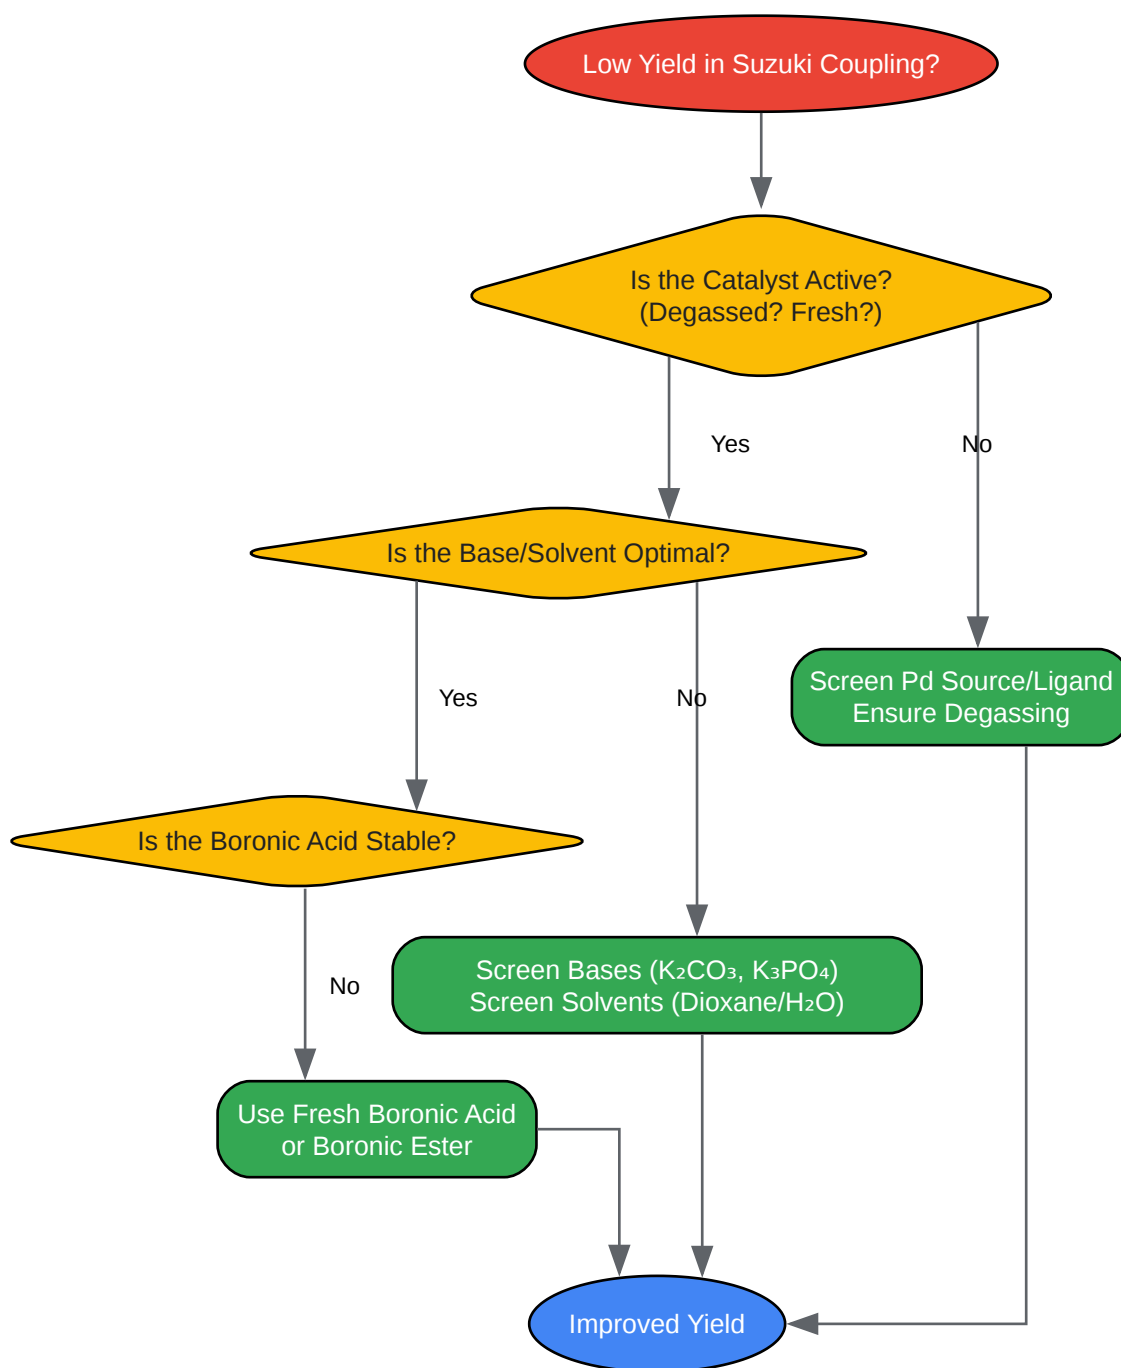 Low Yield in Suzuki Coupling?
Is the Catalyst Active?
(Degassed? Fresh?)
Yes
No
Is the Base/Solvent Optimal?
Screen Pd Source/Ligand
Ensure Degassing
Yes
No
Is the Boronic Acid Stable?
Screen Bases (K₂CO₃, K₃PO₄)
Screen Solvents (Dioxane/H₂O)
No
Use Fresh Boronic Acid
or Boronic Ester
Improved Yield